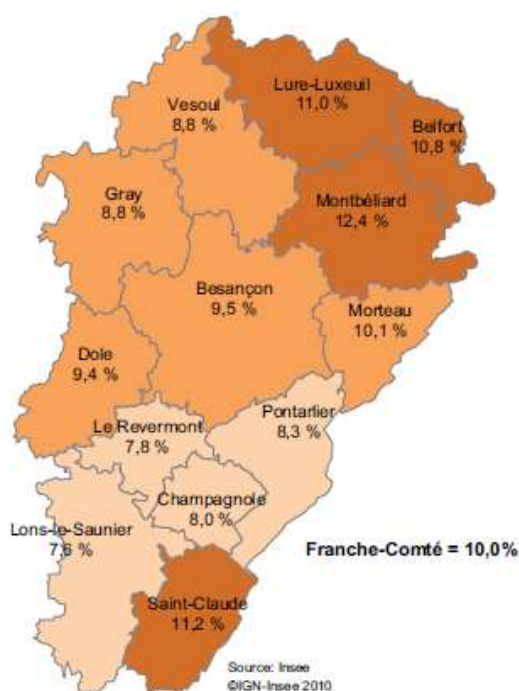 Lure-Luxeuil
11,0 %
Vesoul
8,8 %
Belfort
10,8 %
Gray
8,8 %
Montbéliard
12,4 %
Besançon
9,5 %
Morteau
10,1 %
Dole
9,4 %
Le Revermont
7,8 %
Pontarlier
8,3 %
Champagnole
8,0 %
Lons-le-Saunier
7,6 %
Franche-Comté = 10,0%
Saint-Claude
11,2 %
Source: Insee
©IGN-Insee 2010